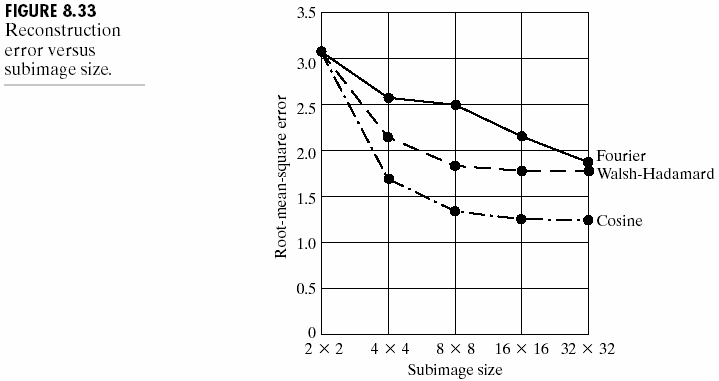 FIGURE 8.33
Reconstruction
error versus
subimage size.
3.5
3.0
2.5
2.0
1.5
1.0
0.5
0
Root-mean-square error
Fourier
Walsh-Hadamard
Cosine
2 × 2 4 × 4 8 × 8 16 × 16 32 × 32
Subimage size